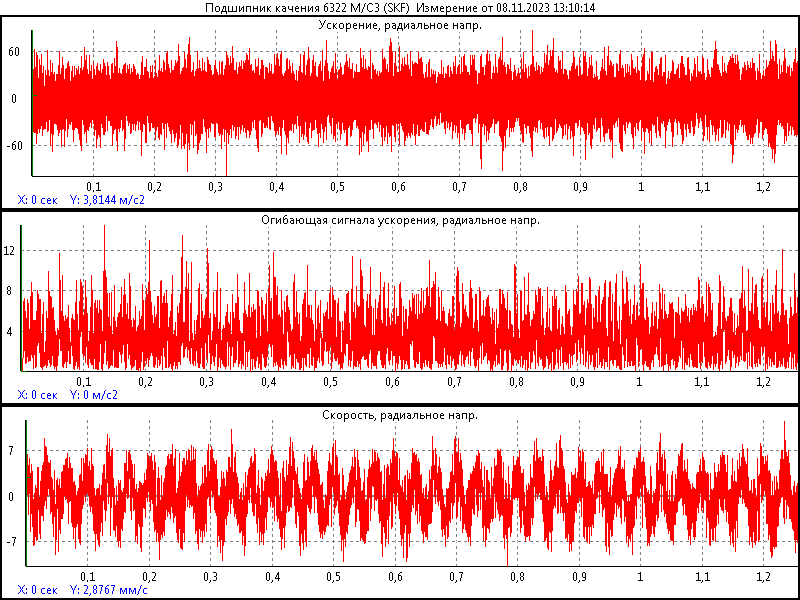 Подшипник качения 6322 M/C3 (SKF) Измерение от 08.11.2023 13:10:14
Ускорение, радиальное напр.
60
0
-60
0,1 0,2 0,3 0,4 0,5 0,6 0,7 0,8 0,9 1 1,1 1,2
X: 0 сек Y: 3,8144 м/с2
Огибающая сигнала ускорения, радиальное напр.
12
8
4
0,1 0,2 0,3 0,4 0,5 0,6 0,7 0,8 0,9 1 1,1 1,2
X: 0 сек Y: 0 м/с2
Скорость, радиальное напр.
7
0
-7
0,1 0,2 0,3 0,4 0,5 0,6 0,7 0,8 0,9 1 1,1 1,2
X: 0 сек Y: 2,8767 мм/с